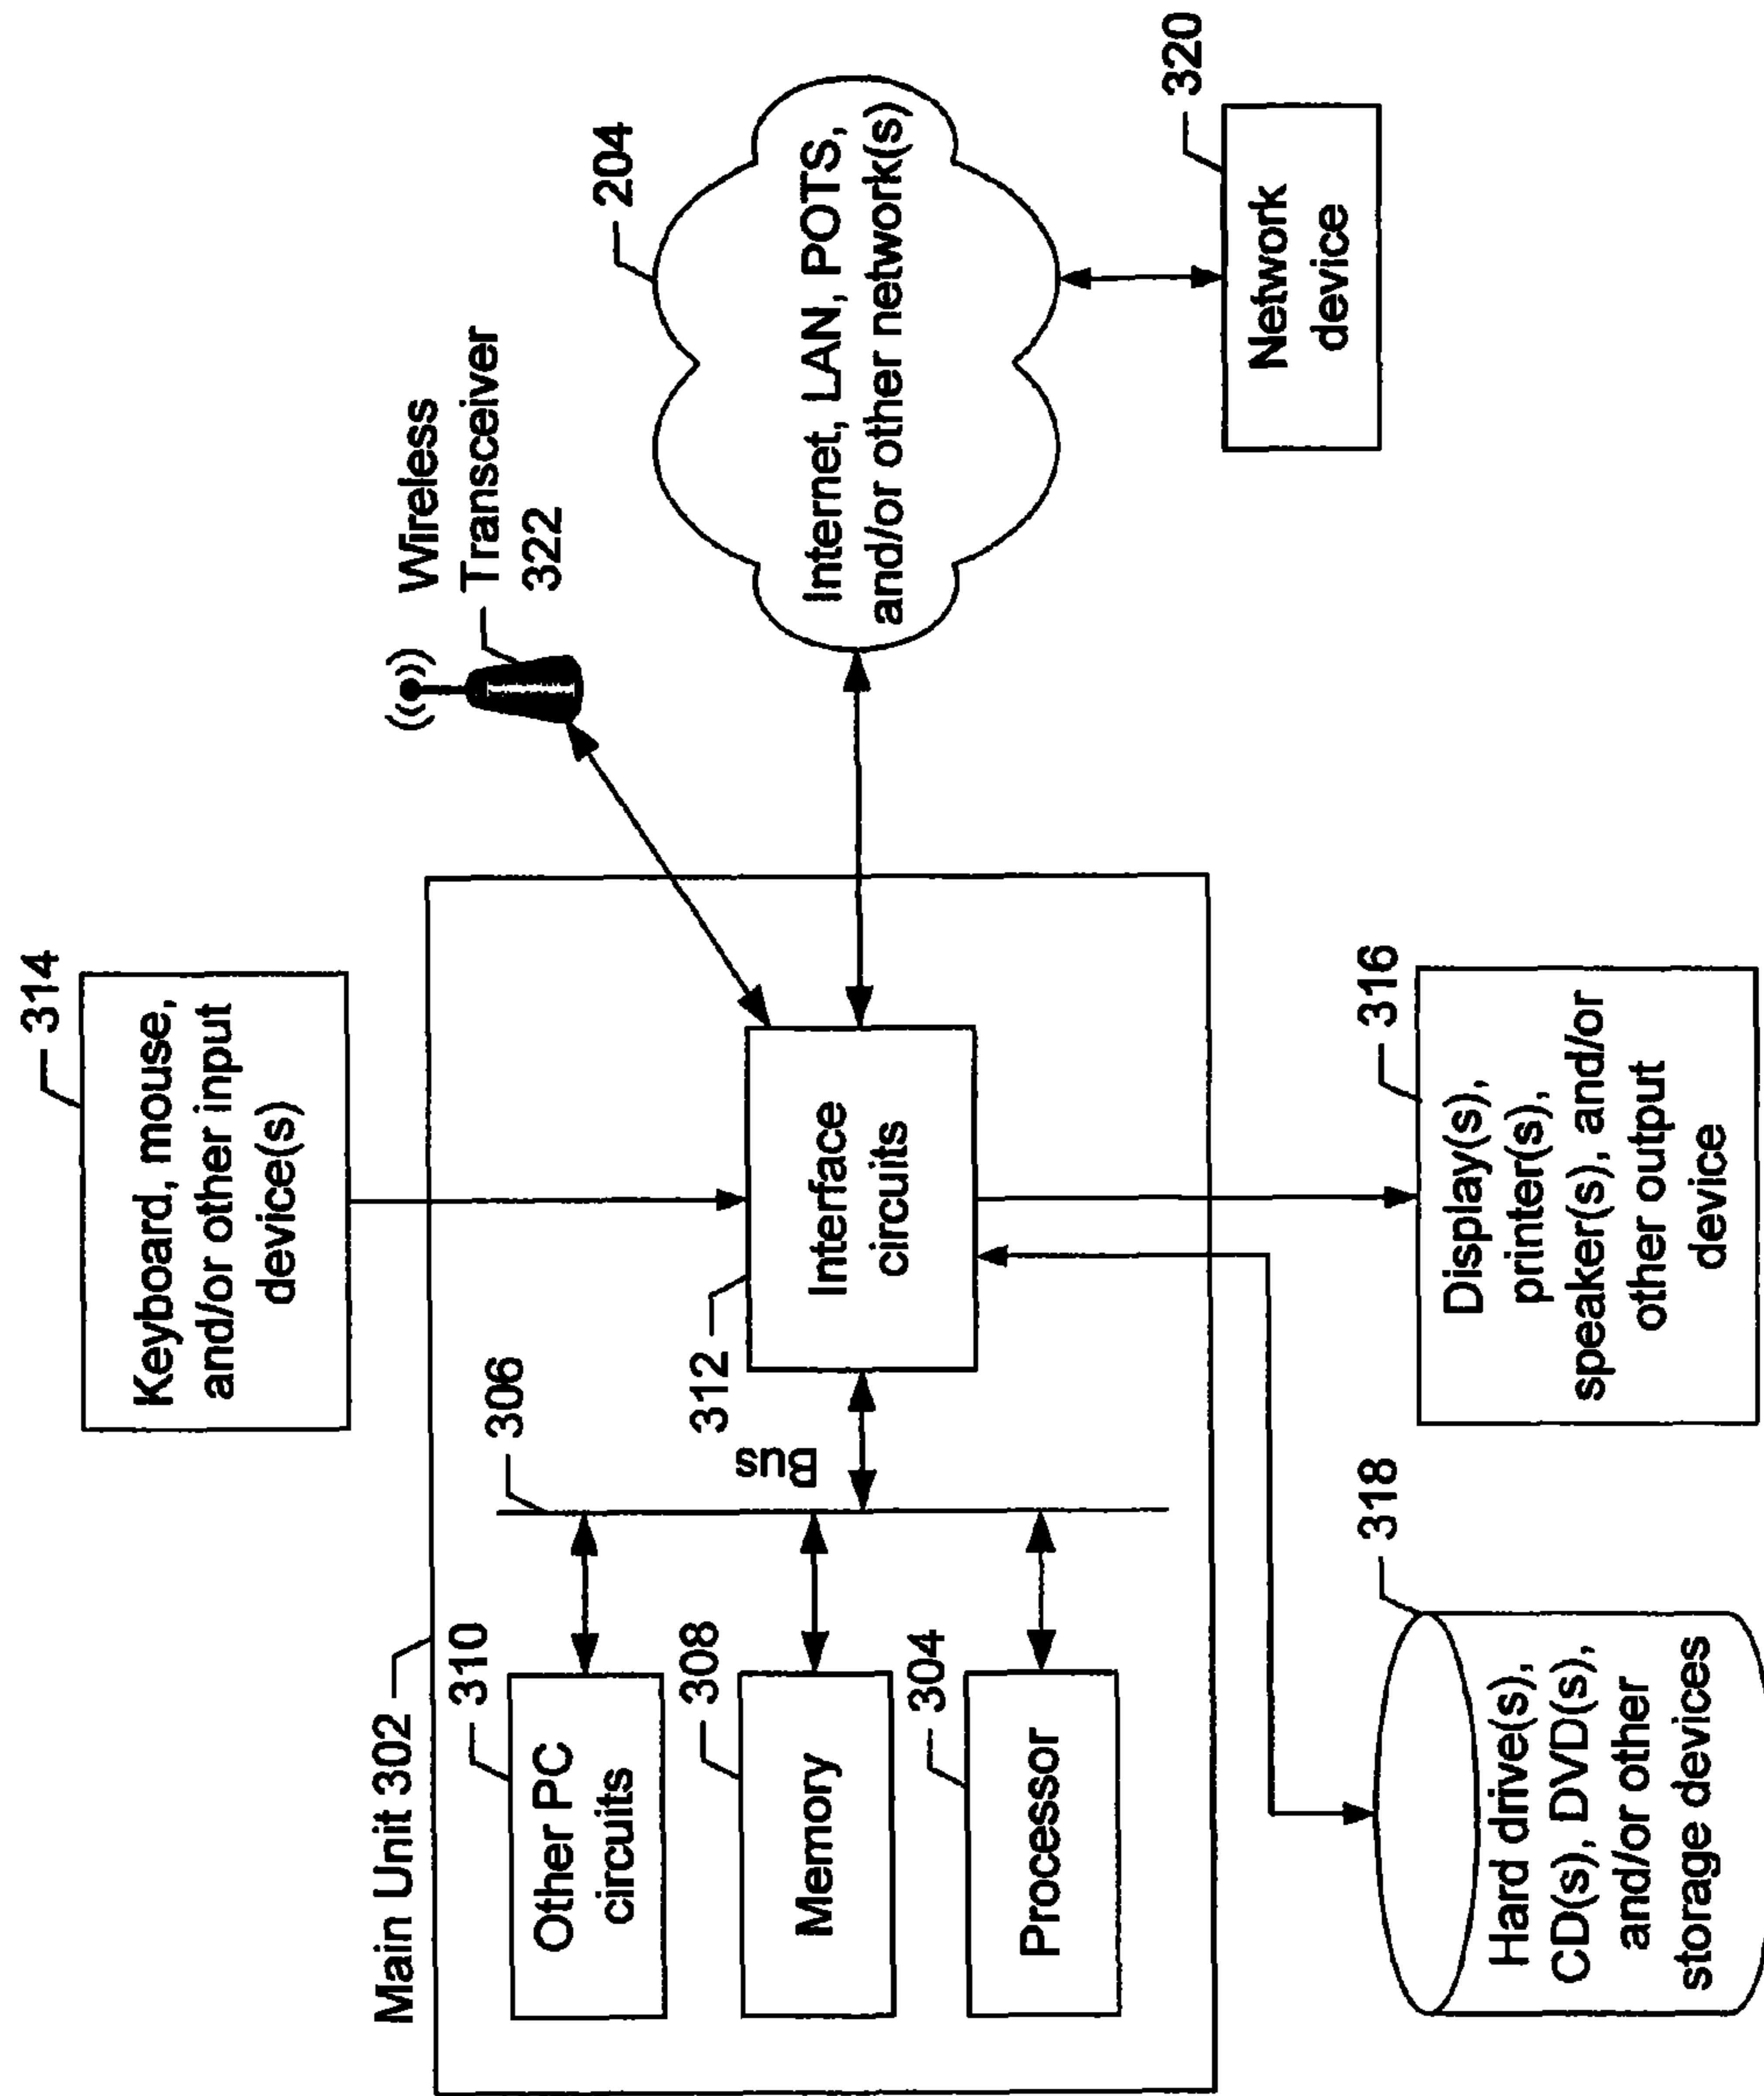 314
Keyboard, mouse,
and/or other input
device(s)
Main Unit 302
310
Other PC
circuits
308
Memory
304
Processor
306
Bus
312
Interface
circuits
Wireless
Transceiver
322
204
Internet, LAN, POTS,
and/or other network(s)
320
Network
device
318
Hard drive(s),
CD(s), DVD(s),
and/or other
storage devices
316
Display(s),
printer(s),
speaker(s), and/or
other output
device